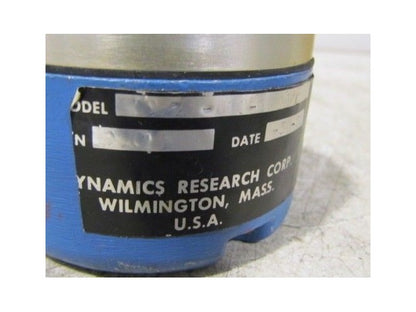 ODEL
N DATE
YNAMICS RESEARCH CORP.
WILMINGTON, MASS.
U.S.A.